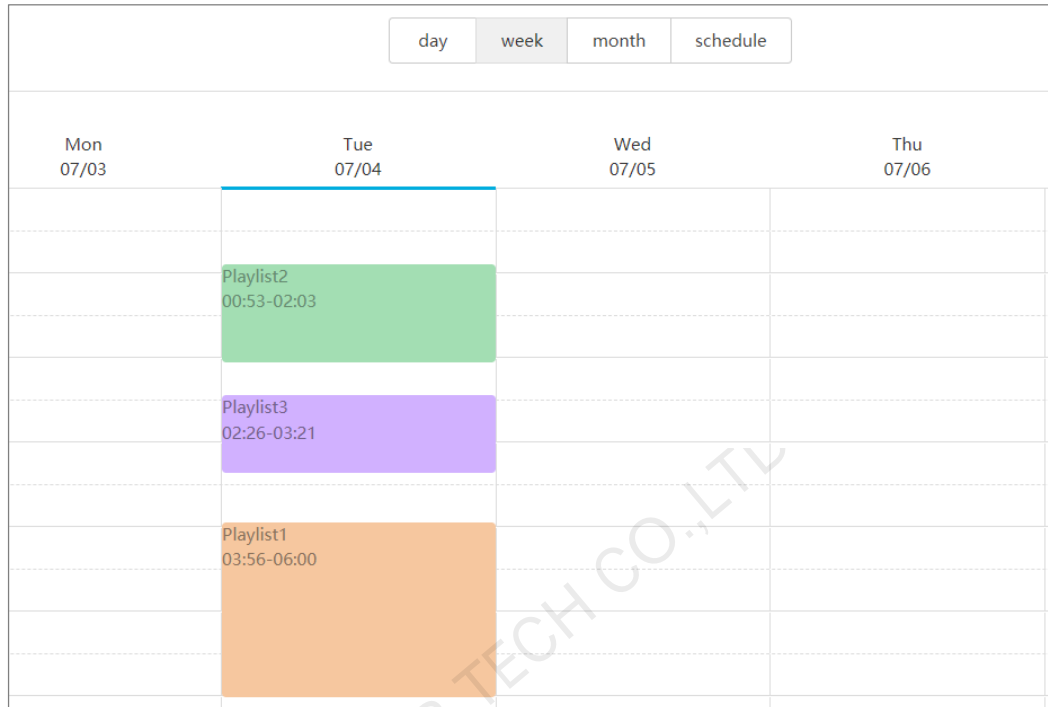 day week month schedule
Mon Tue Wed Thu
07/03 07/04 07/05 07/06
Playlist2
00:53-02:03
Playlist3
02:26-03:21
Playlist1
03:56-06:00
TECH CO.,LTD